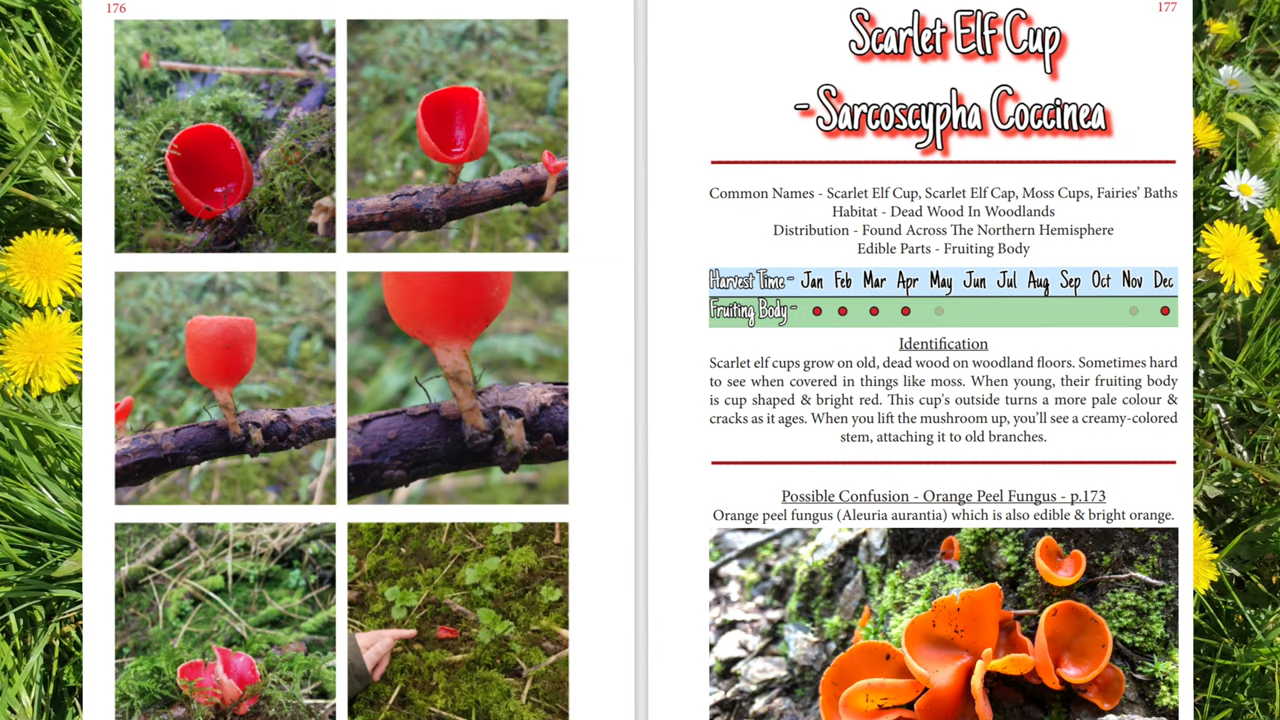 176
177
Scarlet Elf Cup
- Sarcoscypha Coccinea
Common Names - Scarlet Elf Cup, Scarlet Elf Cap, Moss Cups, Fairies' Baths
Habitat - Dead Wood In Woodlands
Distribution - Found Across The Northern Hemisphere
Edible Parts - Fruiting Body
Harvest Time - Jan Feb Mar Apr May Jun Jul Aug Sep Oct Nov Dec
Fruiting Body -
Identification
Scarlet elf cups grow on old, dead wood on woodland floors. Sometimes hard
to see when covered in things like moss. When young, their fruiting body
is cup shaped & bright red. This cup's outside turns a more pale colour &
cracks as it ages. When you lift the mushroom up, you'll see a creamy-colored
stem, attaching it to old branches.
Possible Confusion - Orange Peel Fungus - p.173
Orange peel fungus (Aleuria aurantia) which is also edible & bright orange.